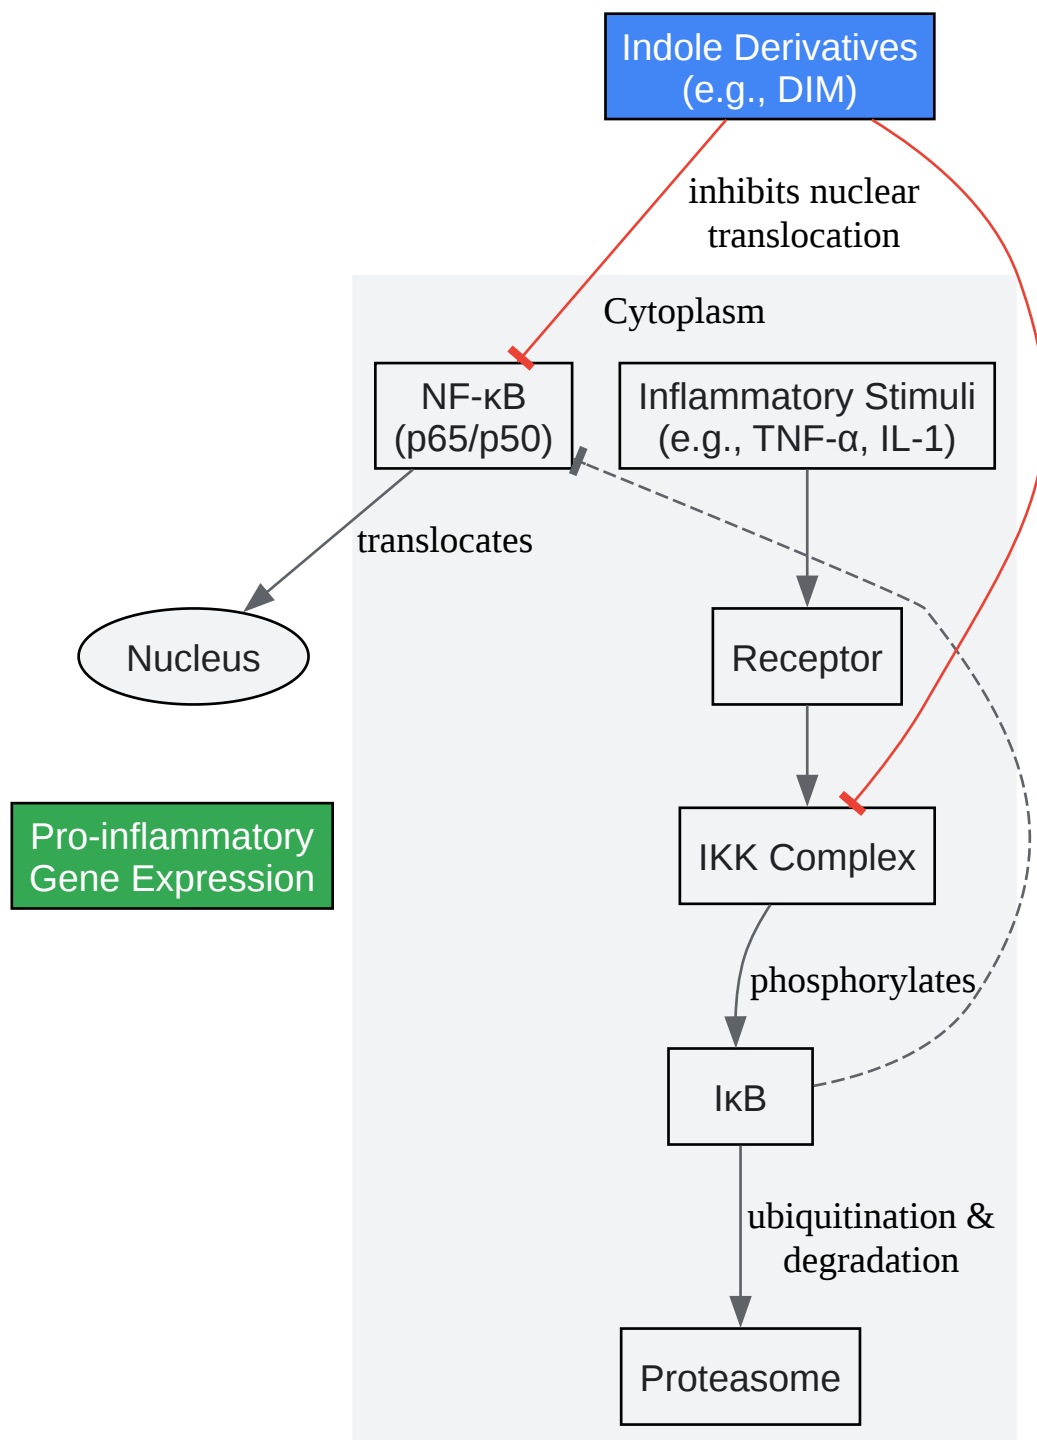 Indole Derivatives
(e.g., DIM)
inhibits nuclear
translocation
Cytoplasm
NF-κB
(p65/p50)
Inflammatory Stimuli
(e.g., TNF-α, IL-1)
translocates
Nucleus
Receptor
Pro-inflammatory
Gene Expression
IKK Complex
phosphorylates
IκB
ubiquitination &
degradation
Proteasome